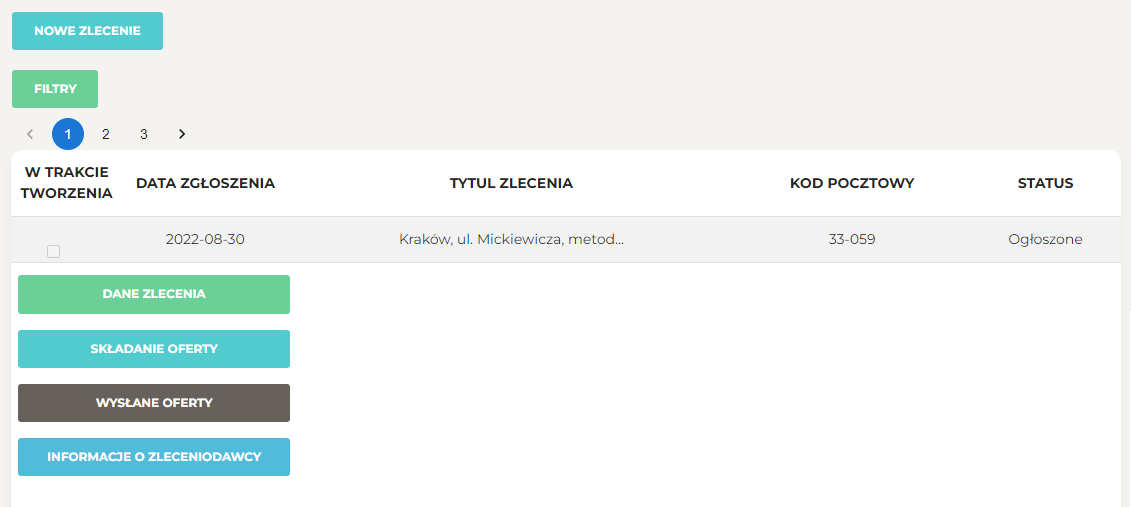 NOWE ZLECENIE
FILTRY
1 2 3
W TRAKCIE TWORZENIA DATA ZGŁOSZENIA TYTUŁ ZLECENIA KOD POCZTOWY STATUS
2022-08-30 Kraków, ul. Mickiewicza, metod... 33-059 Ogłoszone
DANE ZLECENIA
SKŁADANIE OFERTY
WYSŁANE OFERTY
INFORMACJE O ZLECENIODAWCY